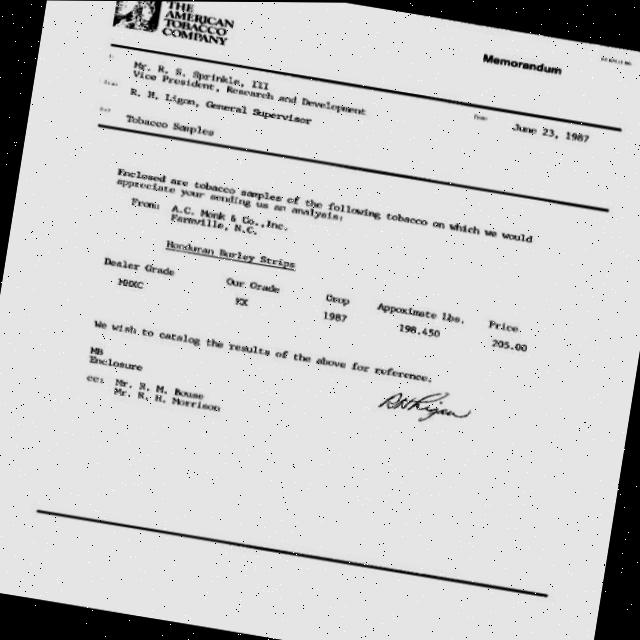 THE
AMERICAN
TOBACCO
COMPANY
Memorandum
Mr. R. S. Sprinkle, III
Vice President, Research and Development
R. H. Ligon, General Supervisor
June 23, 1987
Tobacco Samples
Enclosed are tobacco samples of the following tobacco on which we would
appreciate your sending us an analysis:
From: A.C. Monk & Co.,Inc.
Farmville, N.C.
Honduran Burley Strips
Dealer Grade Our Grade Crop Appoximate lbs. Price
MHXC KX 1987 198.450 205.00
We wish to catalog the results of the above for reference.
MB
Enclosure
cc: Mr. S. M. Bouse
Mr. R. H. Morrison
RHLigon